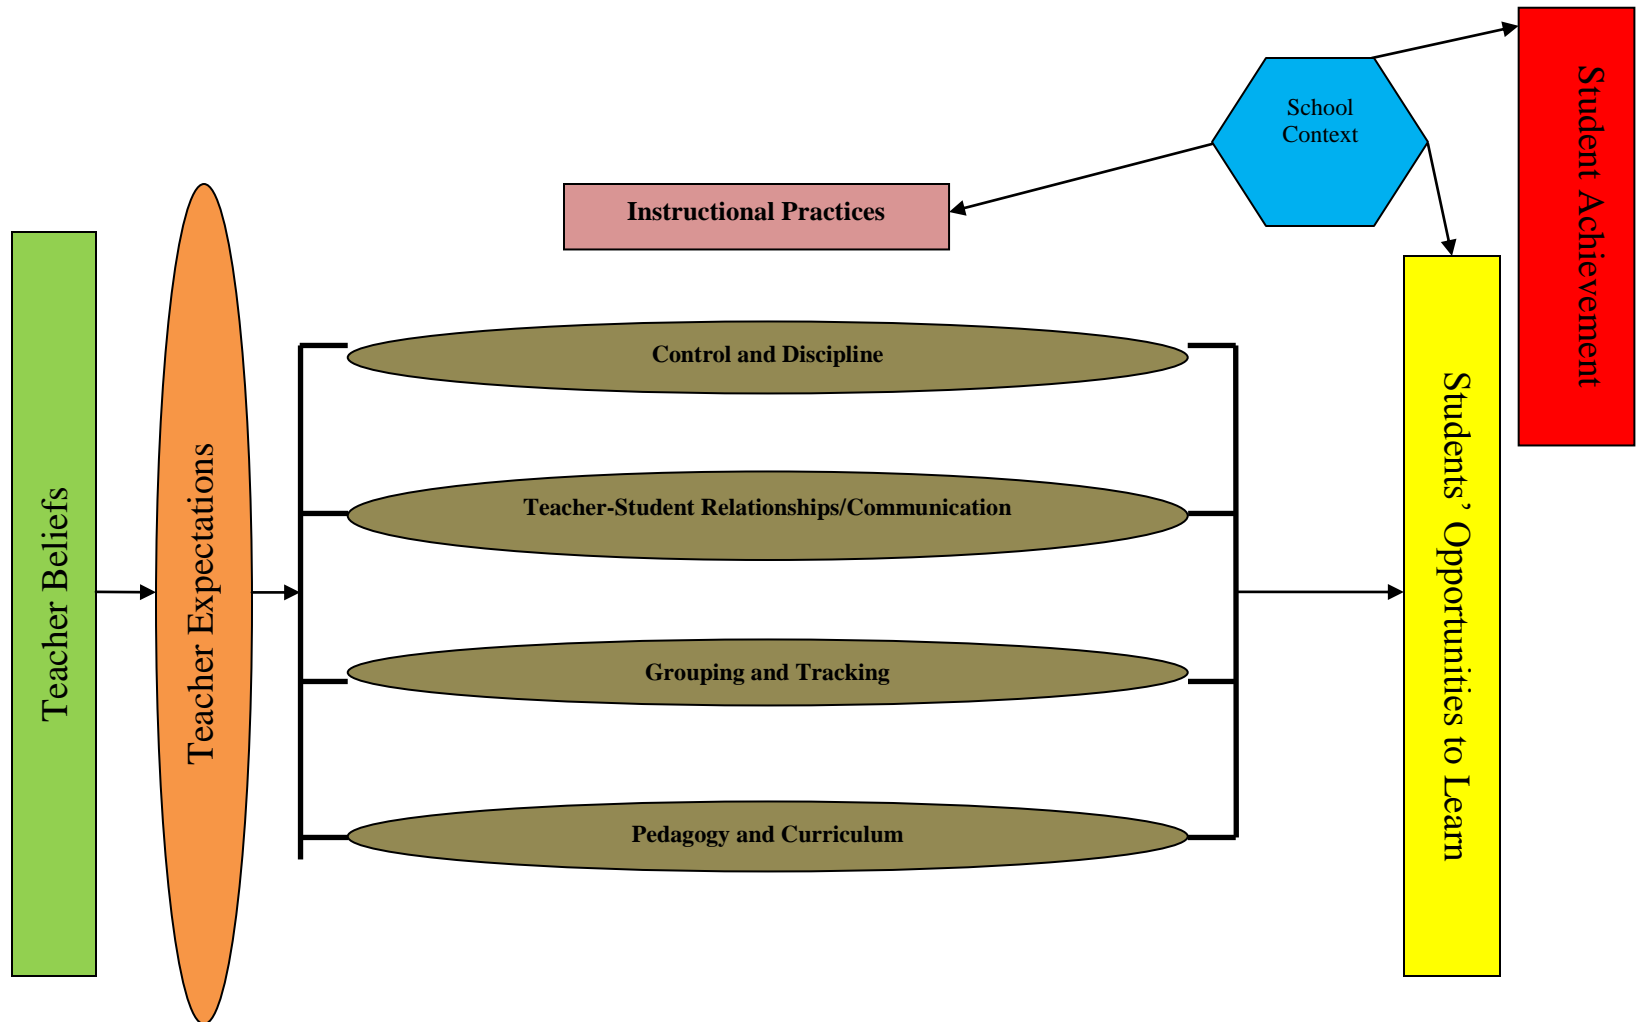 School
Context
Student Achievement
Instructional Practices
Teacher Beliefs
Teacher Expectations
Control and Discipline
Teacher-Student Relationships/Communication
Grouping and Tracking
Pedagogy and Curriculum
Students’ Opportunities to Learn